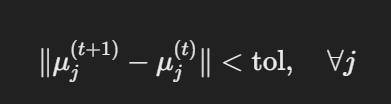 ‖μ_j^(t+1) − μ_j^(t)‖ < tol, ∀j